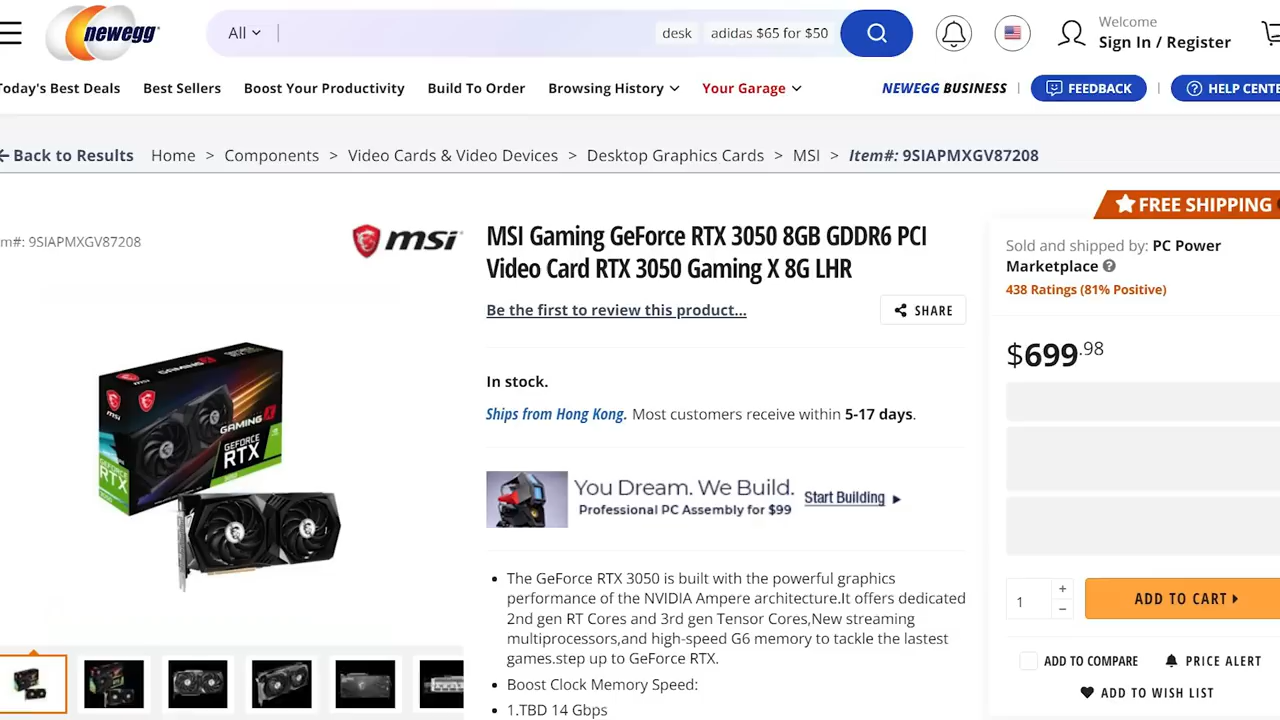 newegg
All
desk
adidas $65 for $50
Welcome
Sign In / Register
Today's Best Deals
Best Sellers
Boost Your Productivity
Build To Order
Browsing History
Your Garage
NEWEGG BUSINESS
FEEDBACK
HELP CENTE
Back to Results
Home > Components > Video Cards & Video Devices > Desktop Graphics Cards > MSI > Item#: 9SIAPMXGV87208
FREE SHIPPING
m#: 9SIAPMXGV87208
msi
MSI Gaming GeForce RTX 3050 8GB GDDR6 PCI
Video Card RTX 3050 Gaming X 8G LHR
Be the first to review this product...
SHARE
In stock.
Ships from Hong Kong. Most customers receive within 5-17 days.
You Dream. We Build.
Professional PC Assembly for $99
Start Building
The GeForce RTX 3050 is built with the powerful graphics
performance of the NVIDIA Ampere architecture.It offers dedicated
2nd gen RT Cores and 3rd gen Tensor Cores,New streaming
multiprocessors,and high-speed G6 memory to tackle the lastest
games.step up to GeForce RTX.
Boost Clock Memory Speed:
1.TBD 14 Gbps
Sold and shipped by: PC Power
Marketplace
438 Ratings (81% Positive)
$699.98
1
+
−
ADD TO CART
ADD TO COMPARE
PRICE ALERT
ADD TO WISH LIST
GAMING X
msi
GAMING X
GEFORCE
RTX
GEFORCE
RTX